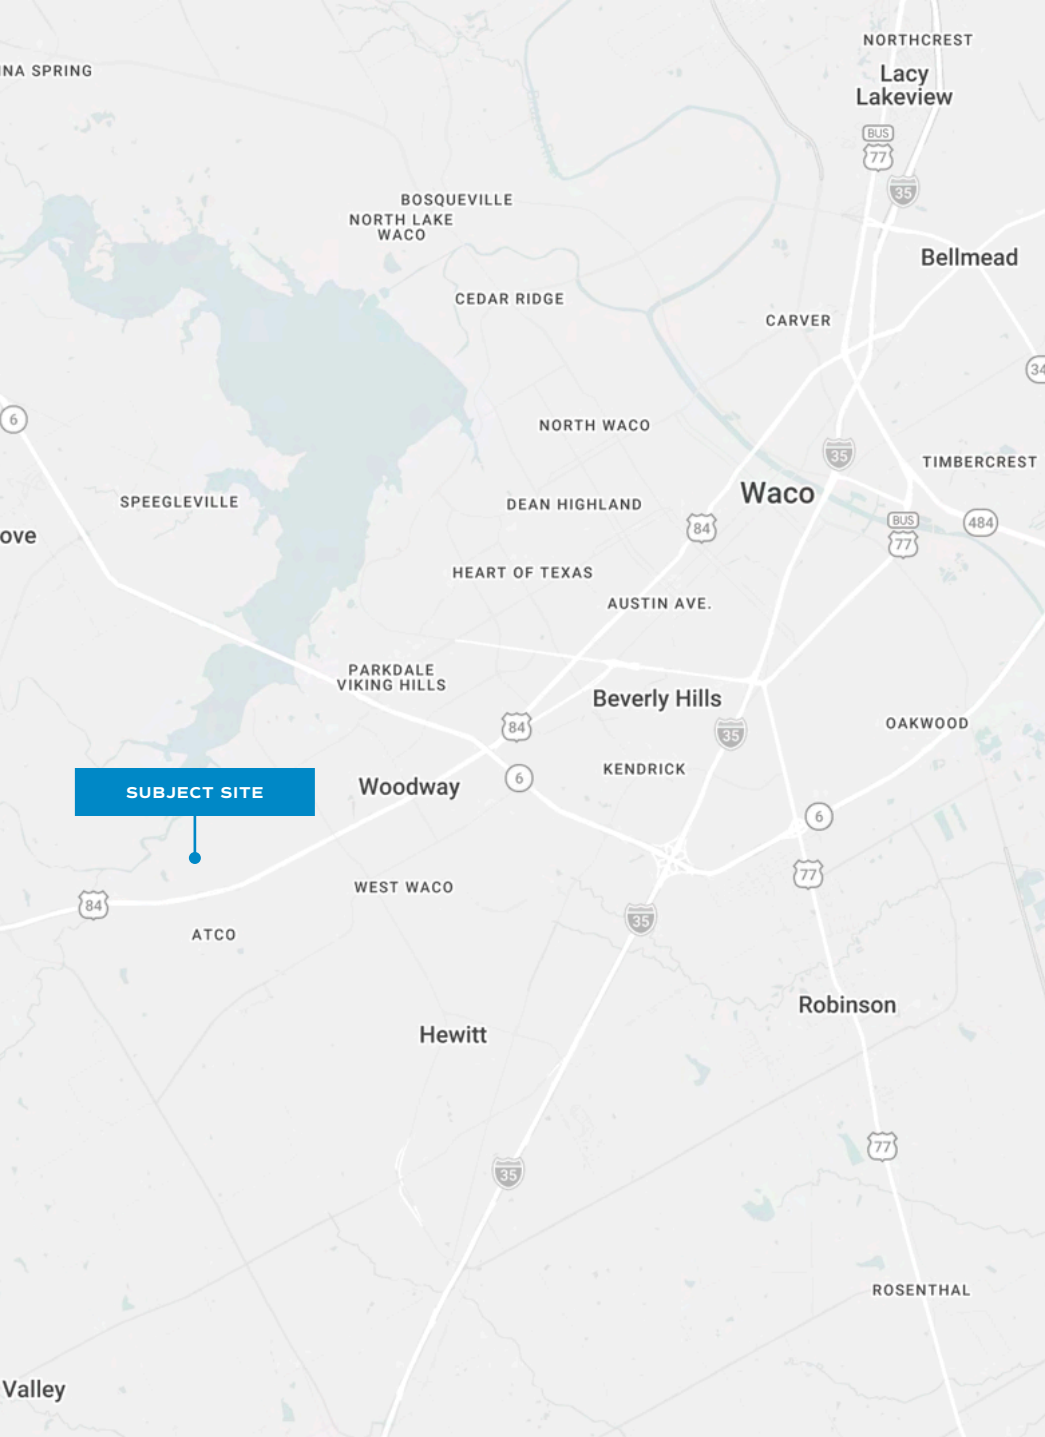 NORTHCREST
NA SPRING
Lacy
Lakeview
BUS
77
35
BOSQUEVILLE
NORTH LAKE
WACO
Bellmead
CEDAR RIDGE
CARVER
34
6
NORTH WACO
35
TIMBERCREST
Waco
SPEEGLEVILLE
DEAN HIGHLAND
84
BUS
77
484
ove
HEART OF TEXAS
AUSTIN AVE.
PARKDALE
VIKING HILLS
Beverly Hills
84
35
OAKWOOD
KENDRICK
6
Woodway
SUBJECT SITE
6
77
WEST WACO
84
35
ATCO
Robinson
Hewitt
77
35
ROSENTHAL
Valley